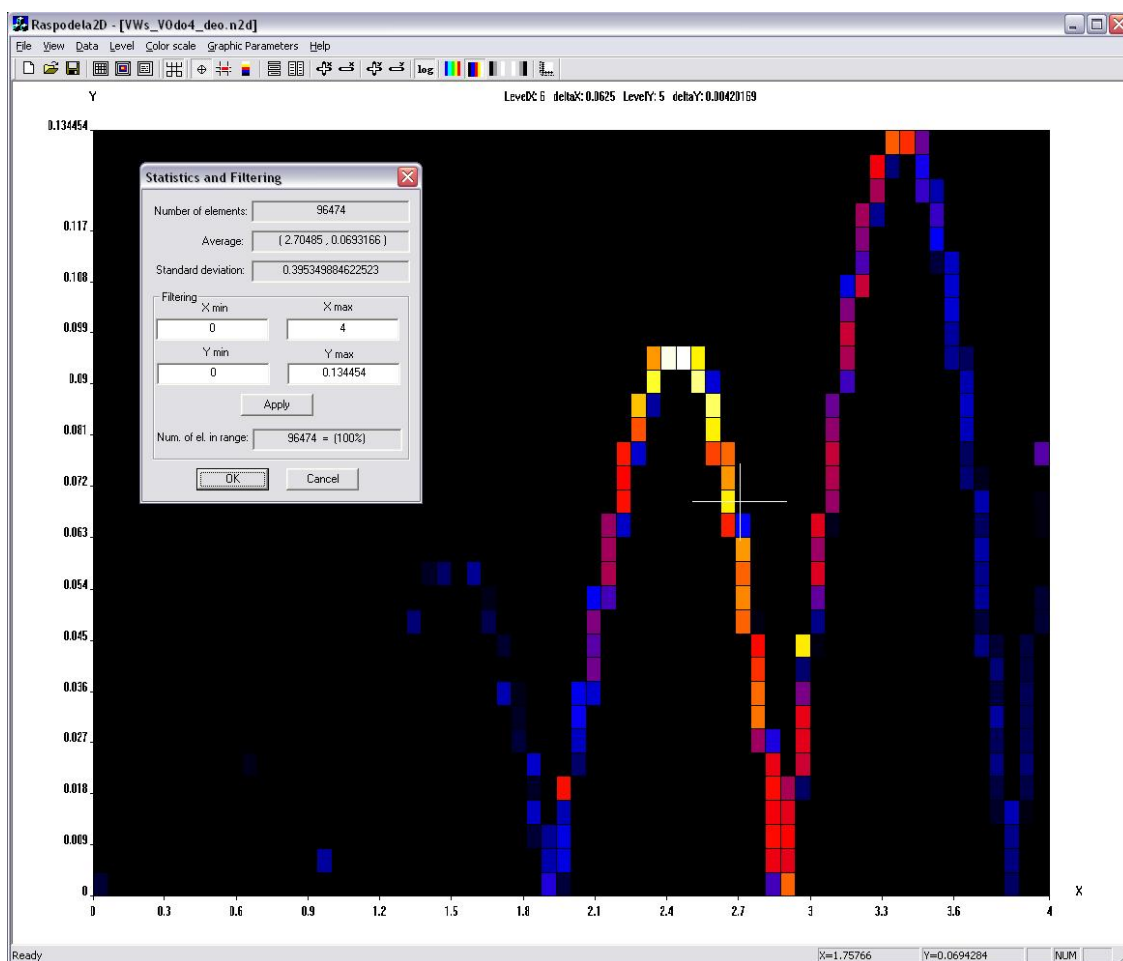 Raspodela2D - [VWs_V0do4_deo.n2d]
File View Data Level Color scale Graphic Parameters Help
log
Y
LevelX: 6 deltaX: 0.0625 LevelY: 5 deltaY: 0.00420169
0.134454
0.117
0.108
0.099
0.09
0.081
0.072
0.063
0.054
0.045
0.036
0.027
0.018
0.009
0
Statistics and Filtering
Number of elements: 96474
Average: ( 2.70485 , 0.0693166 )
Standard deviation: 0.395349884622523
Filtering
X min X max
0 4
Y min Y max
0 0.134454
Apply
Num. of el. in range: 96474 = (100%)
OK Cancel
X
0 0.3 0.6 0.9 1.2 1.5 1.8 2.1 2.4 2.7 3 3.3 3.6 4
Ready X=1.75766 Y=0.0694284 NUM